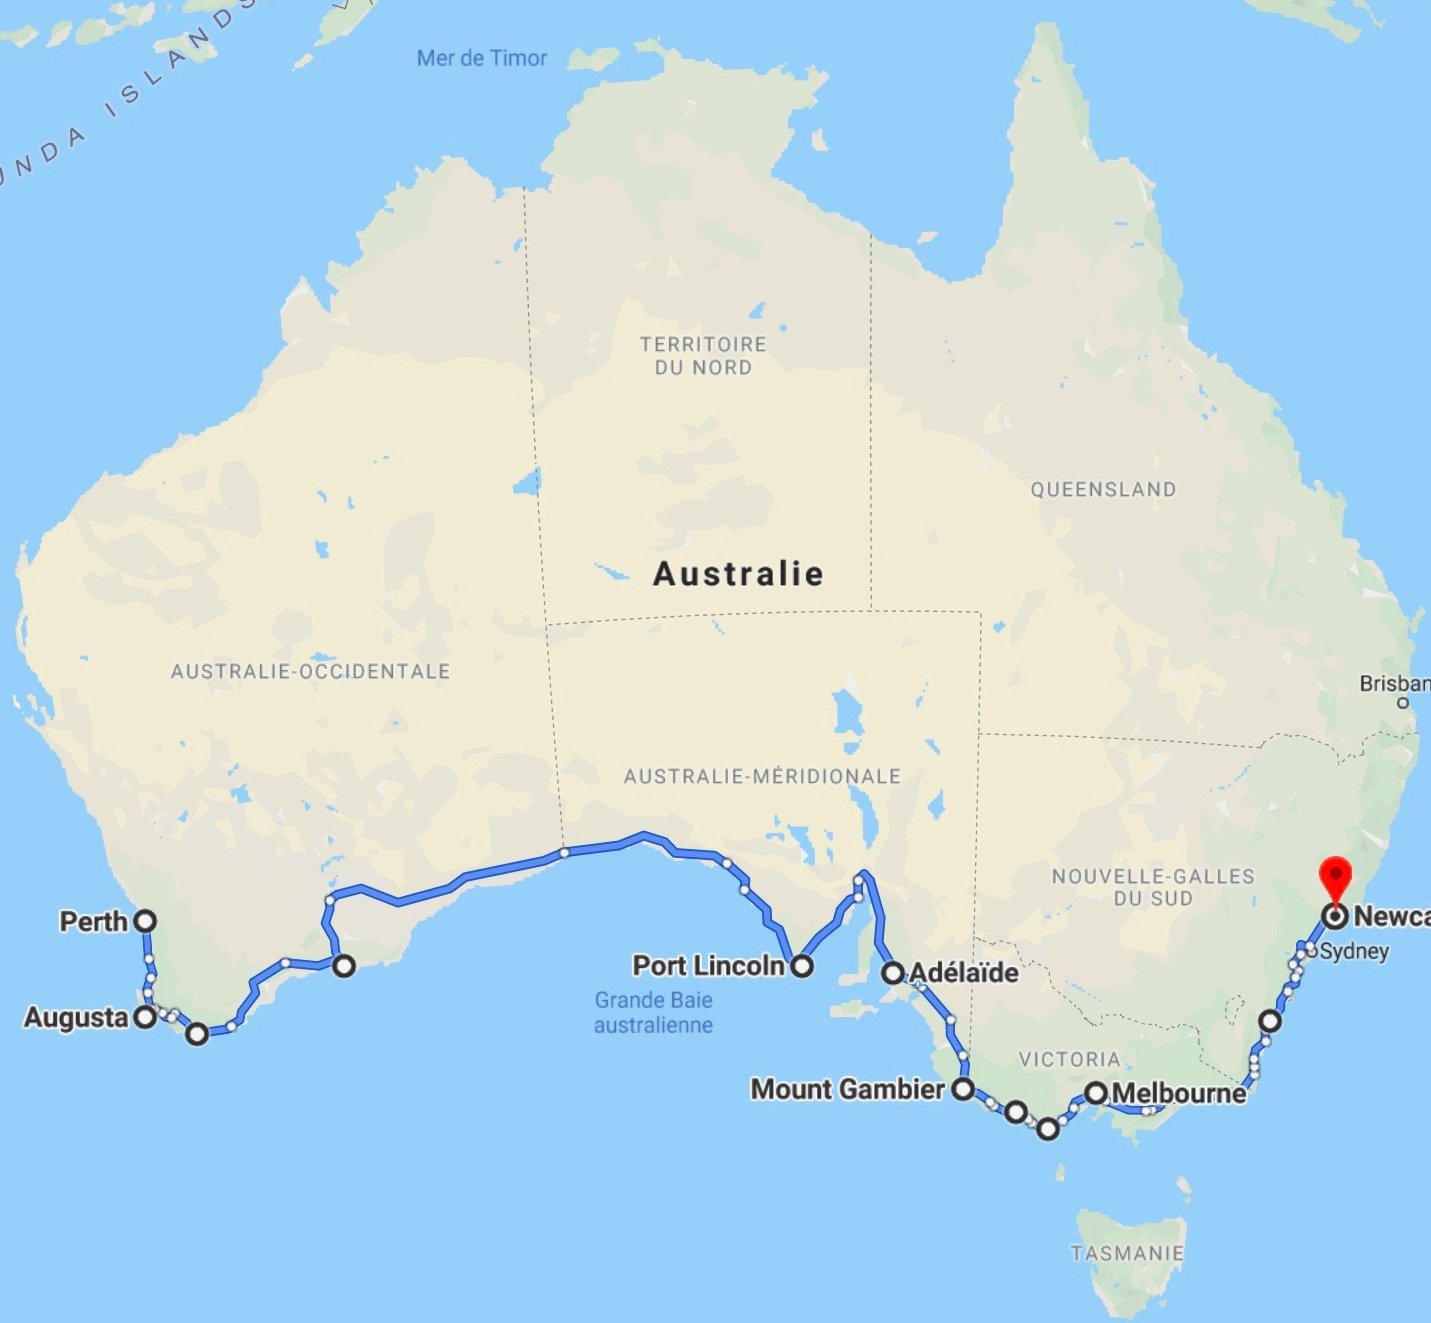 Mer de Timor
UNDA ISLANDS
TERRITOIRE
DU NORD
QUEENSLAND
Australie
AUSTRALIE-OCCIDENTALE
Brisban
AUSTRALIE-MÉRIDIONALE
NOUVELLE-GALLES
DU SUD
Perth
Newca
Sydney
Port Lincoln
Adélaïde
Grande Baie
australienne
Augusta
VICTORIA
Mount Gambier
Melbourne
TASMANIE